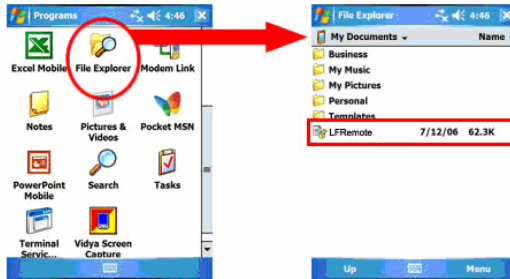 Programs 4:46
Excel Mobile File Explorer Modem Link
Notes Pictures & Videos Pocket MSN
PowerPoint Mobile Search Tasks
Terminal Servic... Vidya Screen Capture
File Explorer 4:46
My Documents Name
Business
My Music
My Pictures
Personal
Templates
LFRemote 7/12/06 62.3K
Up Menu